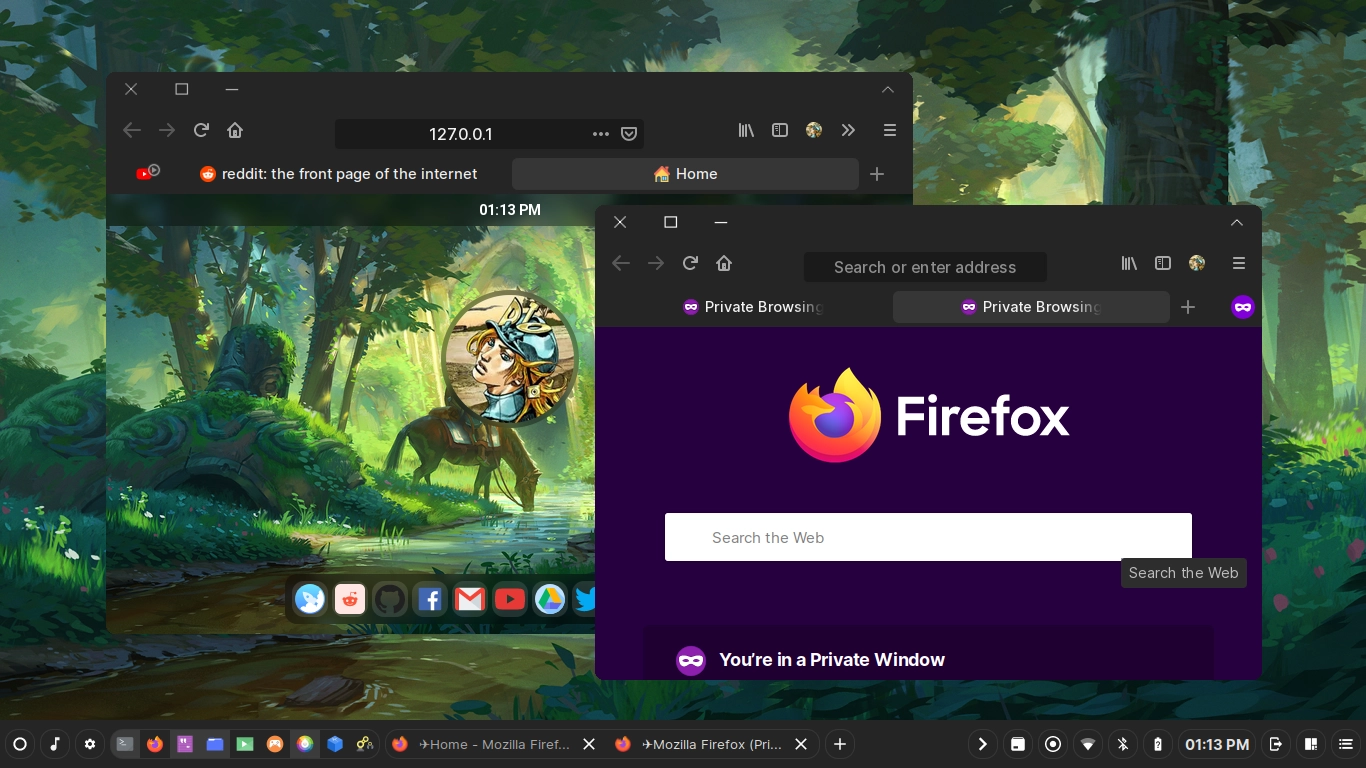 127.0.0.1
reddit: the front page of the internet
Home
01:13 PM
Search or enter address
Private Browsing
Private Browsing
Firefox
Search the Web
Search the Web
You're in a Private Window
✈Home - Mozilla Firef...
✈Mozilla Firefox (Pri...
01:13 PM